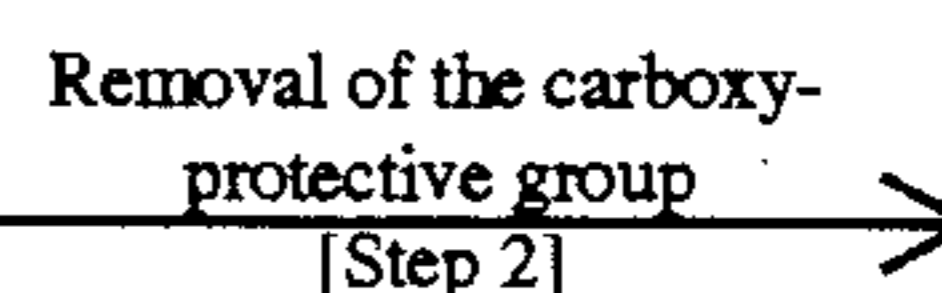 Removal of the carboxy-
protective group
[Step 2]